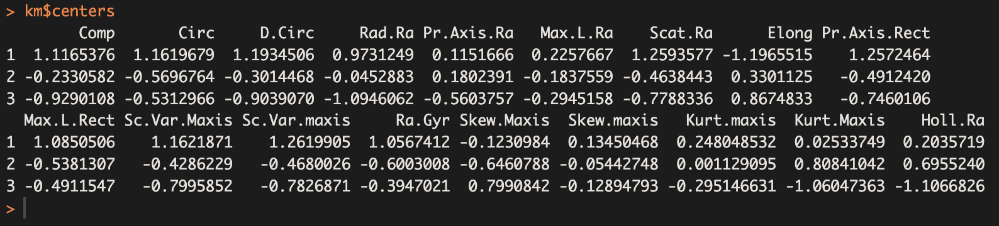 > km$centers
Comp Circ D.Circ Rad.Ra Pr.Axis.Ra Max.L.Ra Scat.Ra Elong Pr.Axis.Rect
1 1.1165376 1.1619679 1.1934506 0.9731249 0.1151666 0.2257667 1.2593577 -1.1965515 1.2572464
2 -0.2330582 -0.5696764 -0.3014468 -0.0452883 0.1802391 -0.1837559 -0.4638443 0.3301125 -0.4912420
3 -0.9290108 -0.5312966 -0.9039070 -1.0946062 -0.5603757 -0.2945158 -0.7788336 0.8674833 -0.7460106
Max.L.Rect Sc.Var.Maxis Sc.Var.maxis Ra.Gyr Skew.Maxis Skew.maxis Kurt.maxis Kurt.Maxis Holl.Ra
1 1.0850506 1.1621871 1.2619905 1.0567412 -0.1230984 0.13450468 0.248048532 0.02533749 0.2035719
2 -0.5381307 -0.4286229 -0.4680026 -0.6003008 -0.6460788 -0.05442748 0.001129095 0.80841042 0.6955240
3 -0.4911547 -0.7995852 -0.7826871 -0.3947021 0.7990842 -0.12894793 -0.295146631 -1.06047363 -1.1066826
>